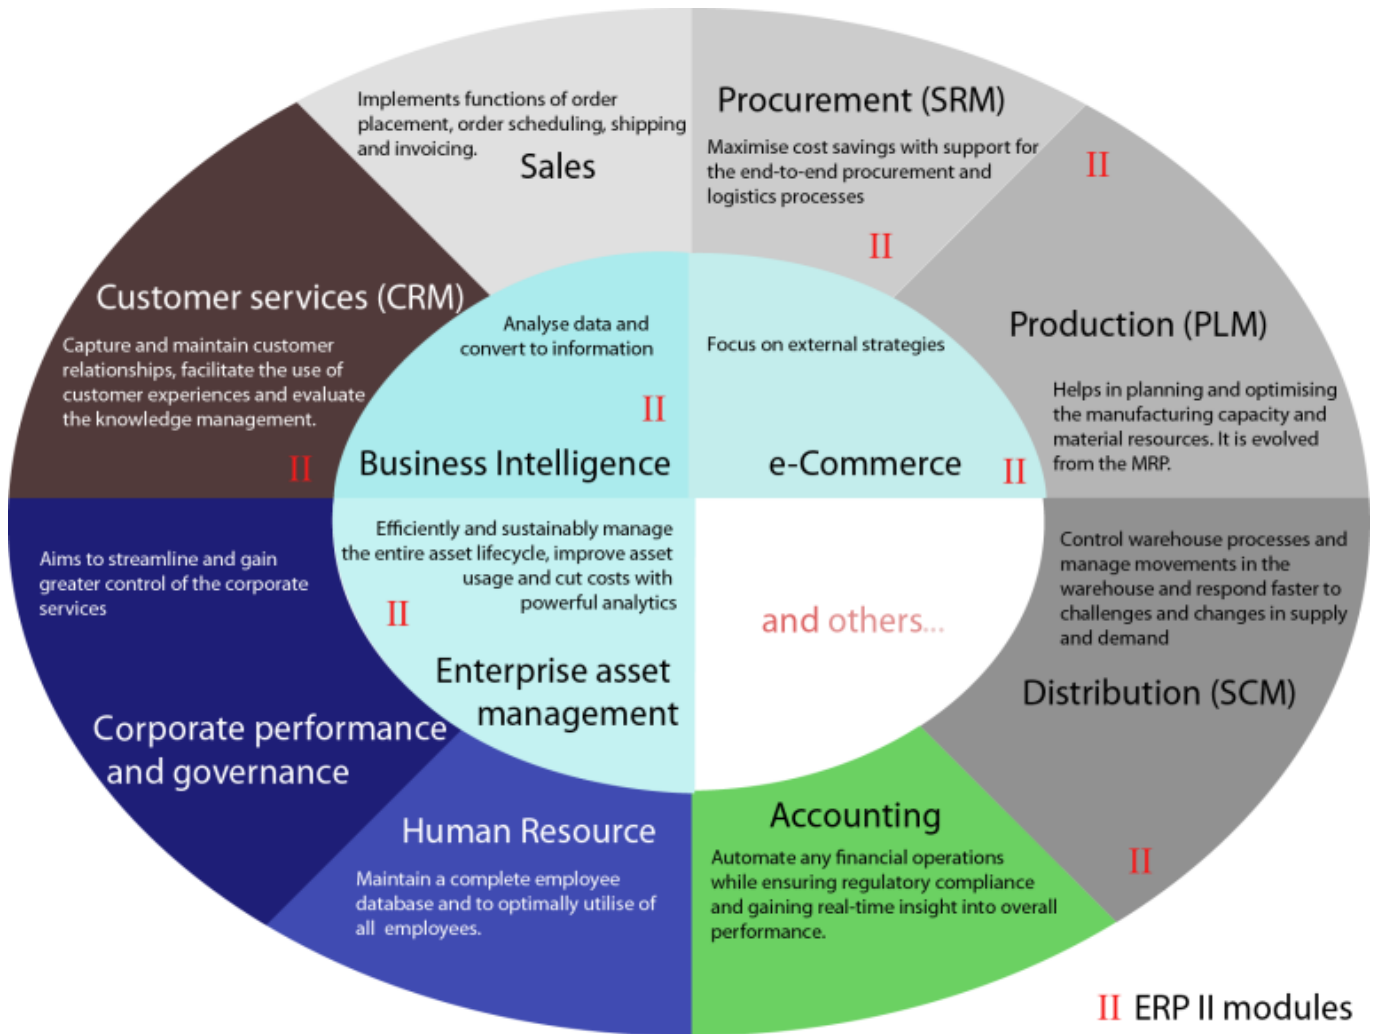 Implements functions of order
placement, order scheduling, shipping
and invoicing.
Sales
Procurement (SRM)
Maximise cost savings with support for
the end-to-end procurement and
logistics processes
II
II
Production (PLM)
Helps in planning and optimising
the manufacturing capacity and
material resources. It is evolved
from the MRP.
Customer services (CRM)
Capture and maintain customer
relationships, facilitate the use of
customer experiences and evaluate
the knowledge management.
II
Analyse data and
convert to information
II
Business Intelligence
Focus on external strategies
e-Commerce
II
Aims to streamline and gain
greater control of the corporate
services
Corporate performance
and governance
Efficiently and sustainably manage
the entire asset lifecycle, improve asset
usage and cut costs with
powerful analytics
II
Enterprise asset
management
and others...
Control warehouse processes and
manage movements in the
warehouse and respond faster to
challenges and changes in supply
and demand
Distribution (SCM)
II
Human Resource
Maintain a complete employee
database and to optimally utilise of
all employees.
Accounting
Automate any financial operations
while ensuring regulatory compliance
and gaining real-time insight into overall
performance.
II ERP II modules